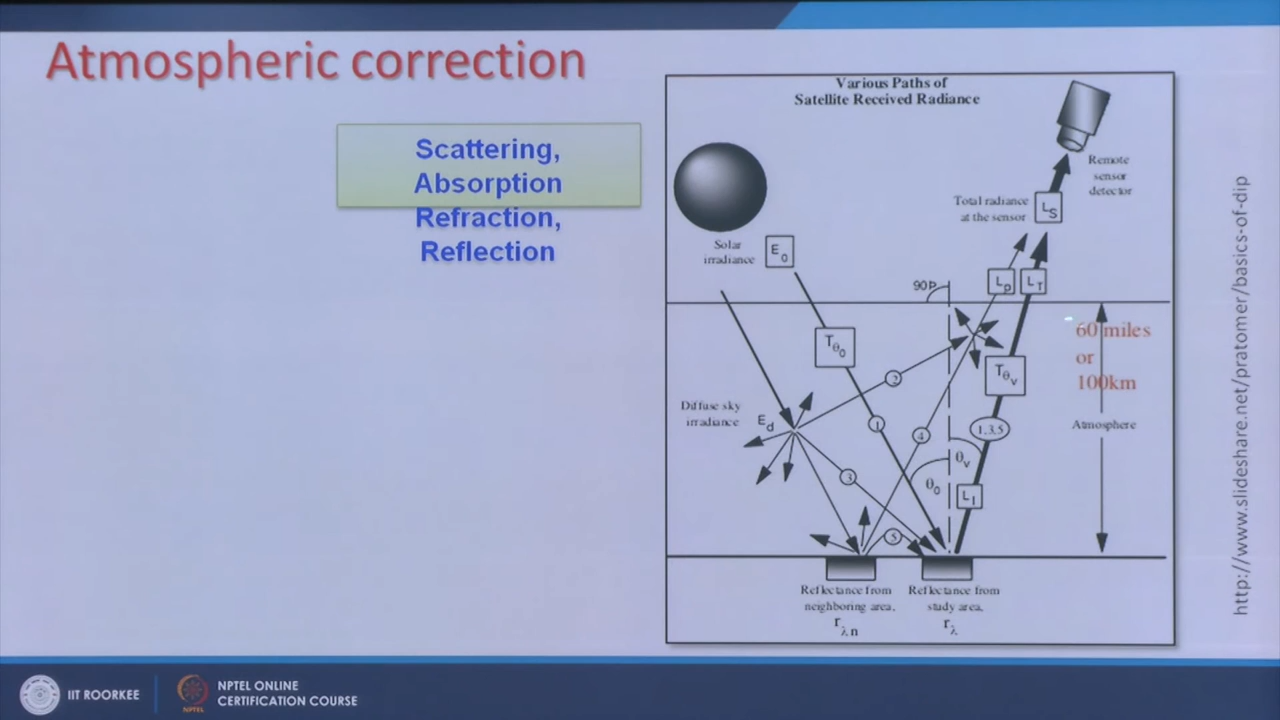 Atmospheric correction
Scattering,
Absorption
Refraction,
Reflection
Various Paths of
Satellite Received Radiance
Remote
sensor
detector
Total radiance
at the sensor
LS
Solar
irradiance
E0
Lp
LT
90Þ
60 miles
or
100km
Tθ0
Tθv
2
Diffuse sky
irradiance
Ed
1
4
1,3,5
Atmosphere
θv
3
θ0
LI
5
Reflectance from
neighboring area,
rλn
Reflectance from
study area,
rλ
http://www.slideshare.net/pratomer/basics-of-dip
IIT ROORKEE
NPTEL
NPTEL ONLINE
CERTIFICATION COURSE